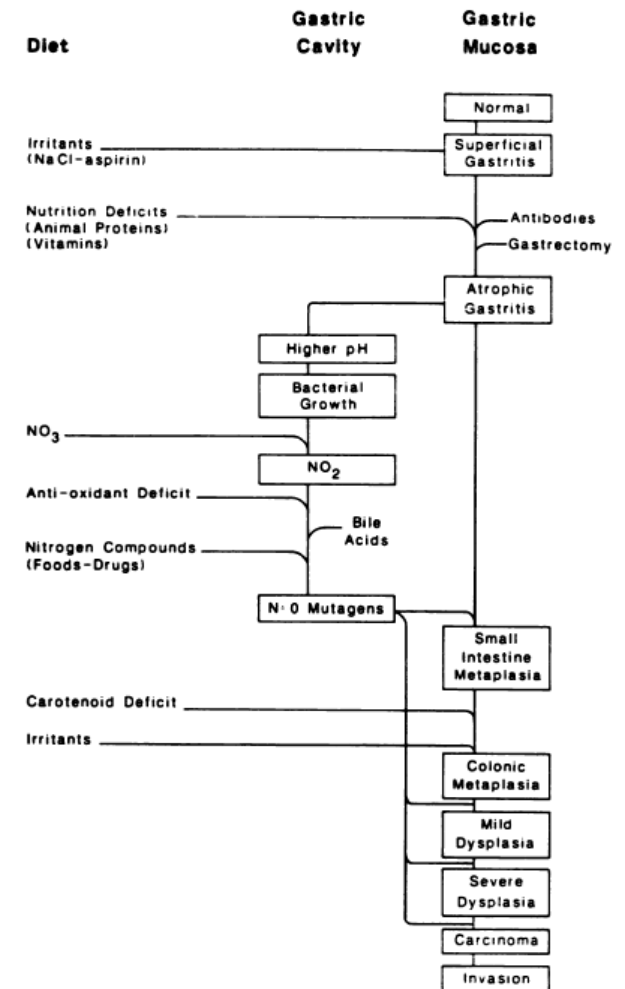 Gastric Gastric
Diet Cavity Mucosa
Normal
Irritants
(NaCl-aspirin)
Superficial
Gastritis
Nutrition Deficits
(Animal Proteins)
(Vitamins)
Antibodies
Gastrectomy
Atrophic
Gastritis
Higher pH
Bacterial
Growth
NO3
NO2
Anti-oxidant Deficit
Bile
Acids
Nitrogen Compounds
(Foods-Drugs)
N=O Mutagens
Small
Intestine
Metaplasia
Carotenoid Deficit
Irritants
Colonic
Metaplasia
Mild
Dysplasia
Severe
Dysplasia
Carcinoma
Invasion